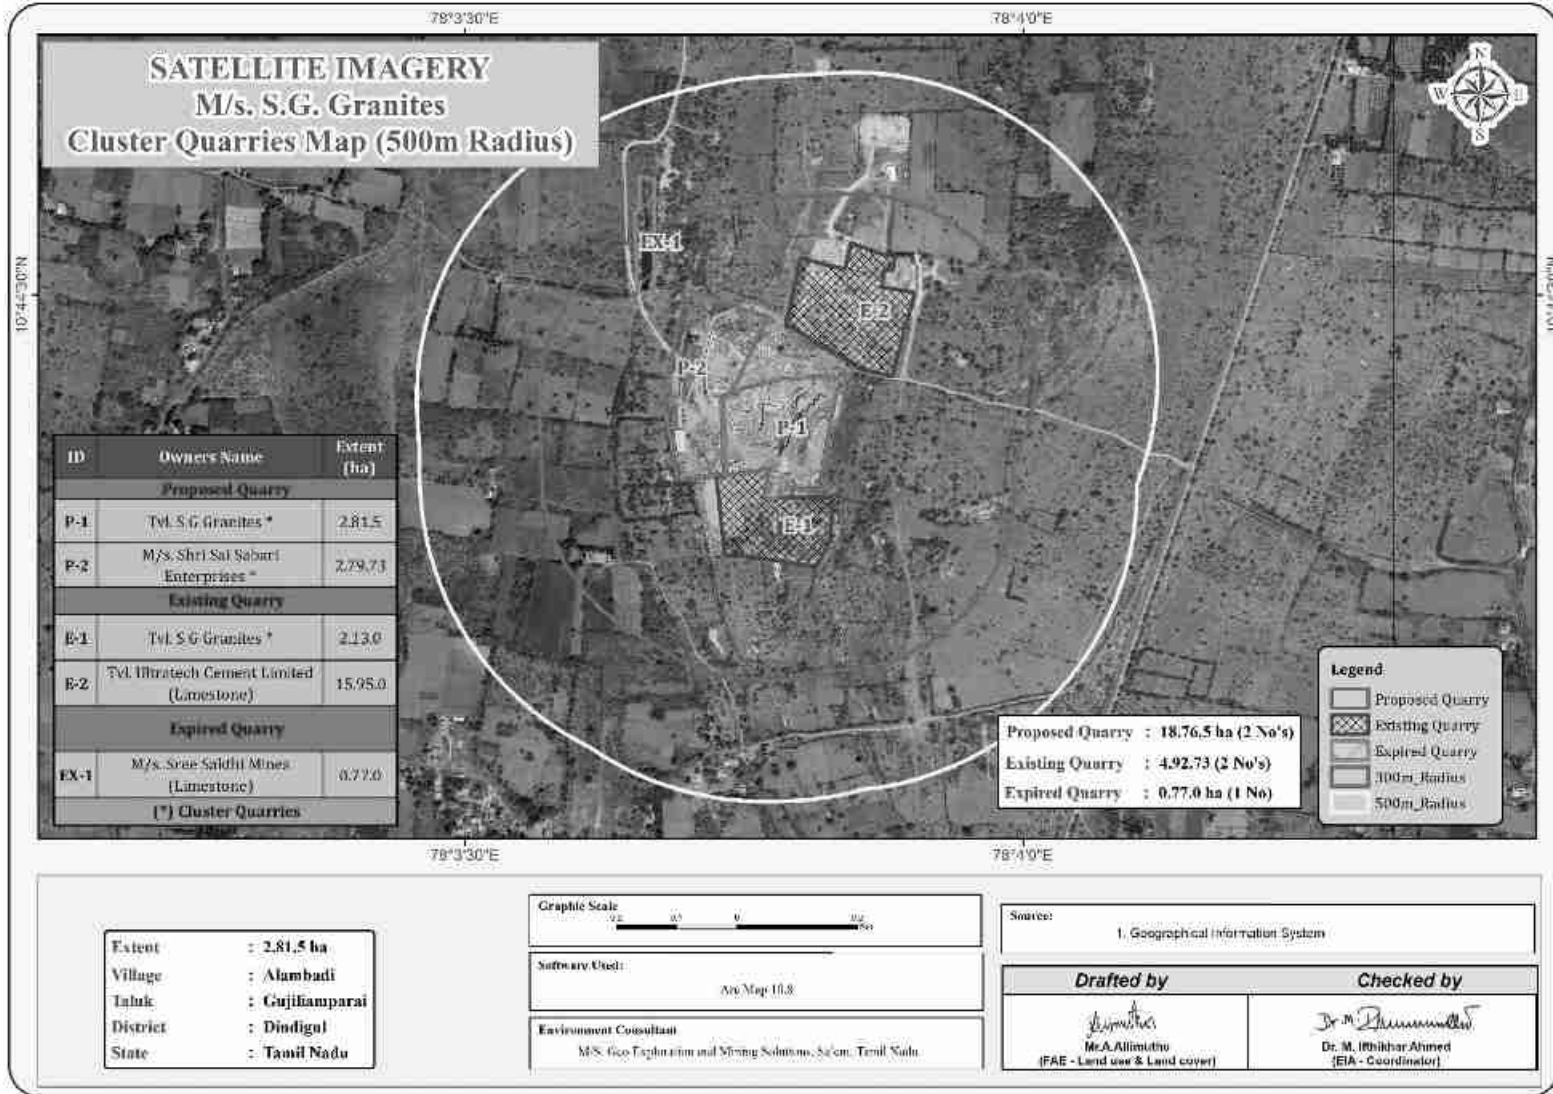 78°3'30"E
78°4'0"E
SATELLITE IMAGERY
M/s. S.G. Granites
Cluster Quarries Map (500m Radius)
N
W
E
S
10°44'30"N
EX-1
E-2
P-2
P-1
E-1
ID Owners Name Extent (ha)
Proposed Quarry
P-1 Tvl. S G Granites * 2.81.5
P-2 M/s. Shri Sai Sabari Enterprises * 2.79.73
Existing Quarry
E-1 Tvl. S G Granites * 2.13.0
E-2 Tvl. Ultratech Cement Limited (Limestone) 15.95.0
Expired Quarry
EX-1 M/s. Sree Sakthi Mines (Limestone) 0.77.0
(*) Cluster Quarries
Proposed Quarry : 18.76.5 ha (2 No's)
Existing Quarry : 4.92.73 (2 No's)
Expired Quarry : 0.77.0 ha (1 No)
Legend
Proposed Quarry
Existing Quarry
Expired Quarry
300m_Radius
500m_Radius
78°3'30"E
78°4'0"E
Extent : 2.81.5 ha
Village : Alambadi
Taluk : Gujiliamparai
District : Dindigul
State : Tamil Nadu
Graphic Scale
0.2 0.1 0 0.2
Software Used:
Arc Map 10.8
Environment Consultant
M/S. Geo Exploration and Mining Solutions, Salem, Tamil Nadu
Source:
1. Geographical Information System
Drafted by
Mr.A.Allimuthu
(FAE - Land use & Land cover)
Checked by
Dr. M. Ifthikhar Ahmed
(EIA - Coordinator)